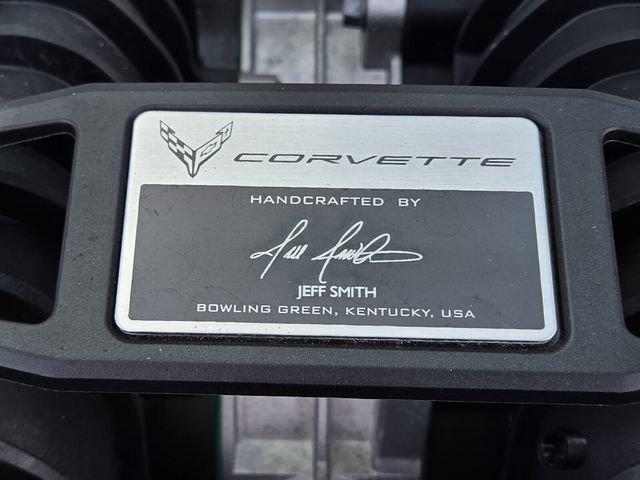 CORVETTE
HANDCRAFTED BY
JEFF SMITH
BOWLING GREEN, KENTUCKY, USA